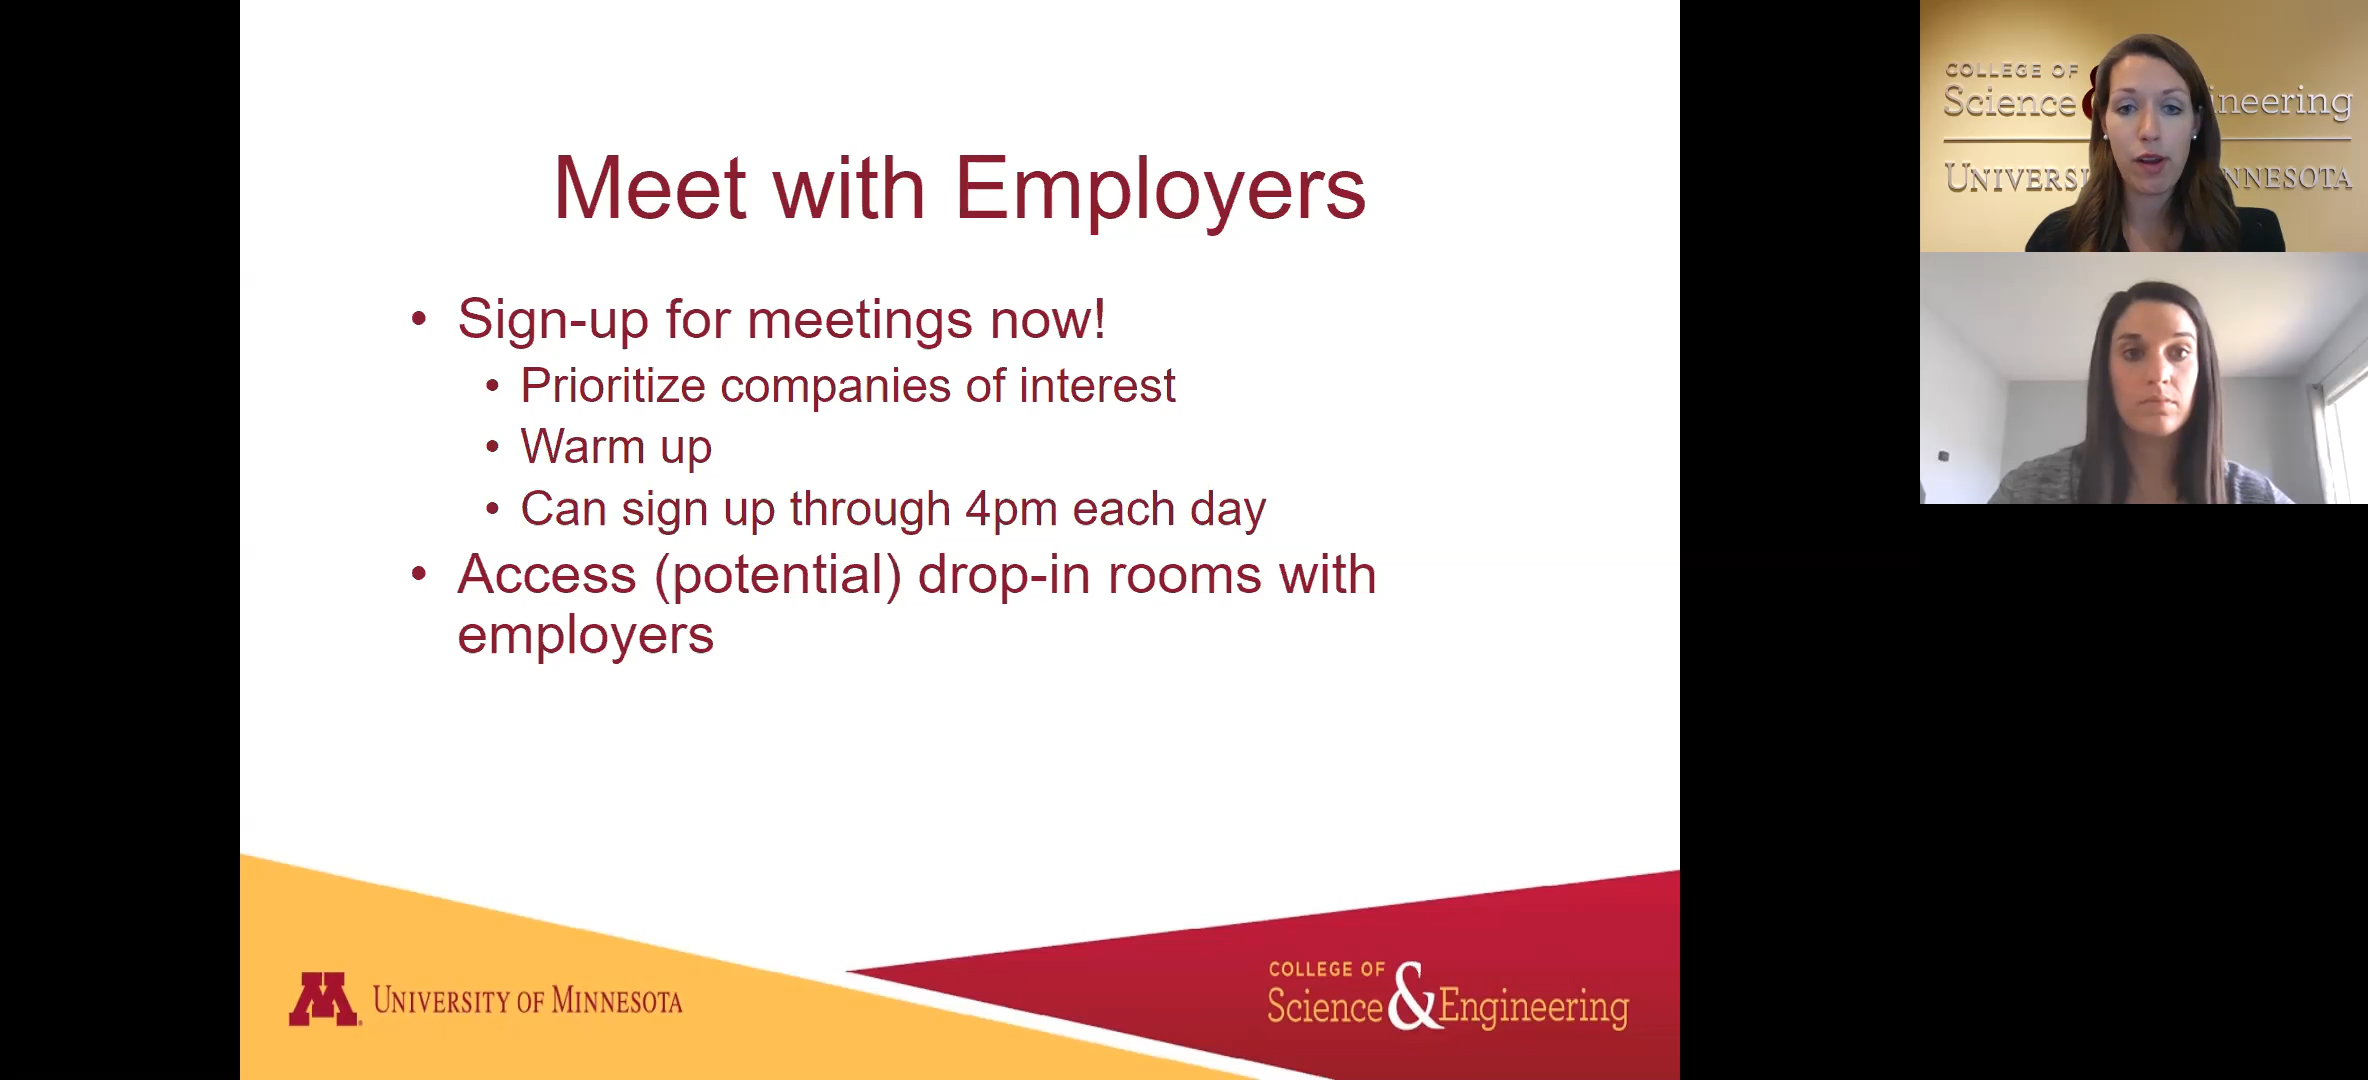 Meet with Employers
• Sign-up for meetings now!
• Prioritize companies of interest
• Warm up
• Can sign up through 4pm each day
• Access (potential) drop-in rooms with
employers
UNIVERSITY OF MINNESOTA
COLLEGE OF
Science & Engineering
COLLEGE OF
Science &
ineering
UNIVERS
NNESOTA